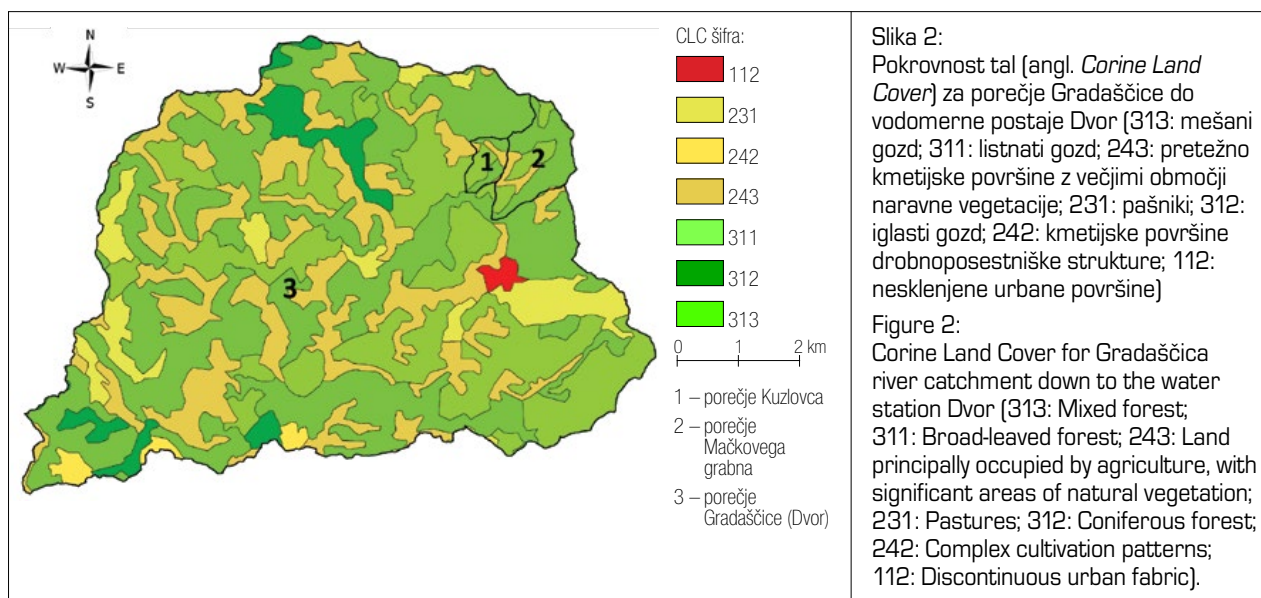 N
W E
S
1
2
3
CLC šifra:
112
231
242
243
311
312
313
0 1 2 km
1 – porečje Kuzlovca
2 – porečje
Mačkovega
grabna
3 – porečje
Gradaščice (Dvor)
Slika 2:
Pokrovnost tal (angl. Corine Land
Cover) za porečje Gradaščice do
vodomerne postaje Dvor (313: mešani
gozd; 311: listnati gozd; 243: pretežno
kmetijske površine z večjimi območji
naravne vegetacije; 231: pašniki; 312:
iglasti gozd; 242: kmetijske površine
drobnoposestniške strukture; 112:
nesklenjene urbane površine)
Figure 2:
Corine Land Cover for Gradaščica
river catchment down to the water
station Dvor (313: Mixed forest;
311: Broad-leaved forest; 243: Land
principally occupied by agriculture, with
significant areas of natural vegetation;
231: Pastures; 312: Coniferous forest;
242: Complex cultivation patterns;
112: Discontinuous urban fabric).